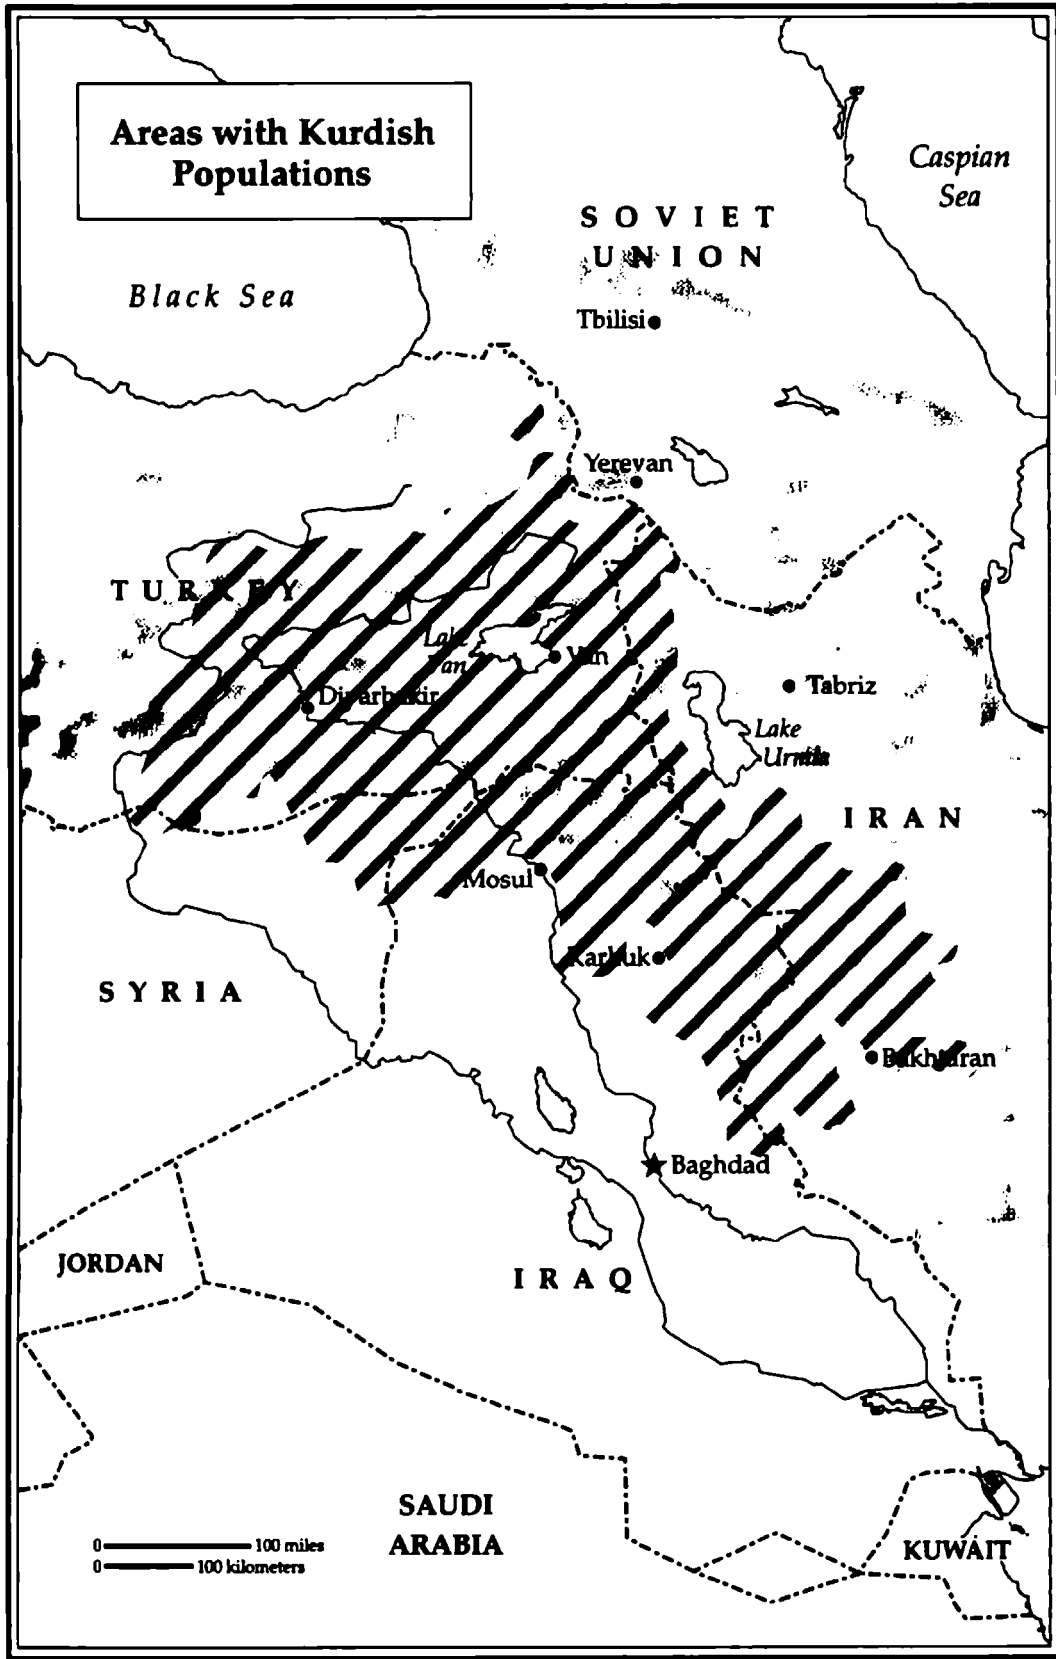 Areas with Kurdish
Populations
Caspian
Sea
SOVIET
UNION
Black Sea
Tbilisi
Yerevan
TURKEY
Lake
Van
Van
Diyarbakir
Tabriz
Lake
Urmia
IRAN
Mosul
Karkuk
SYRIA
Bakhtaran
Baghdad
JORDAN
IRAQ
SAUDI
ARABIA
KUWAIT
0 100 miles
0 100 kilometers